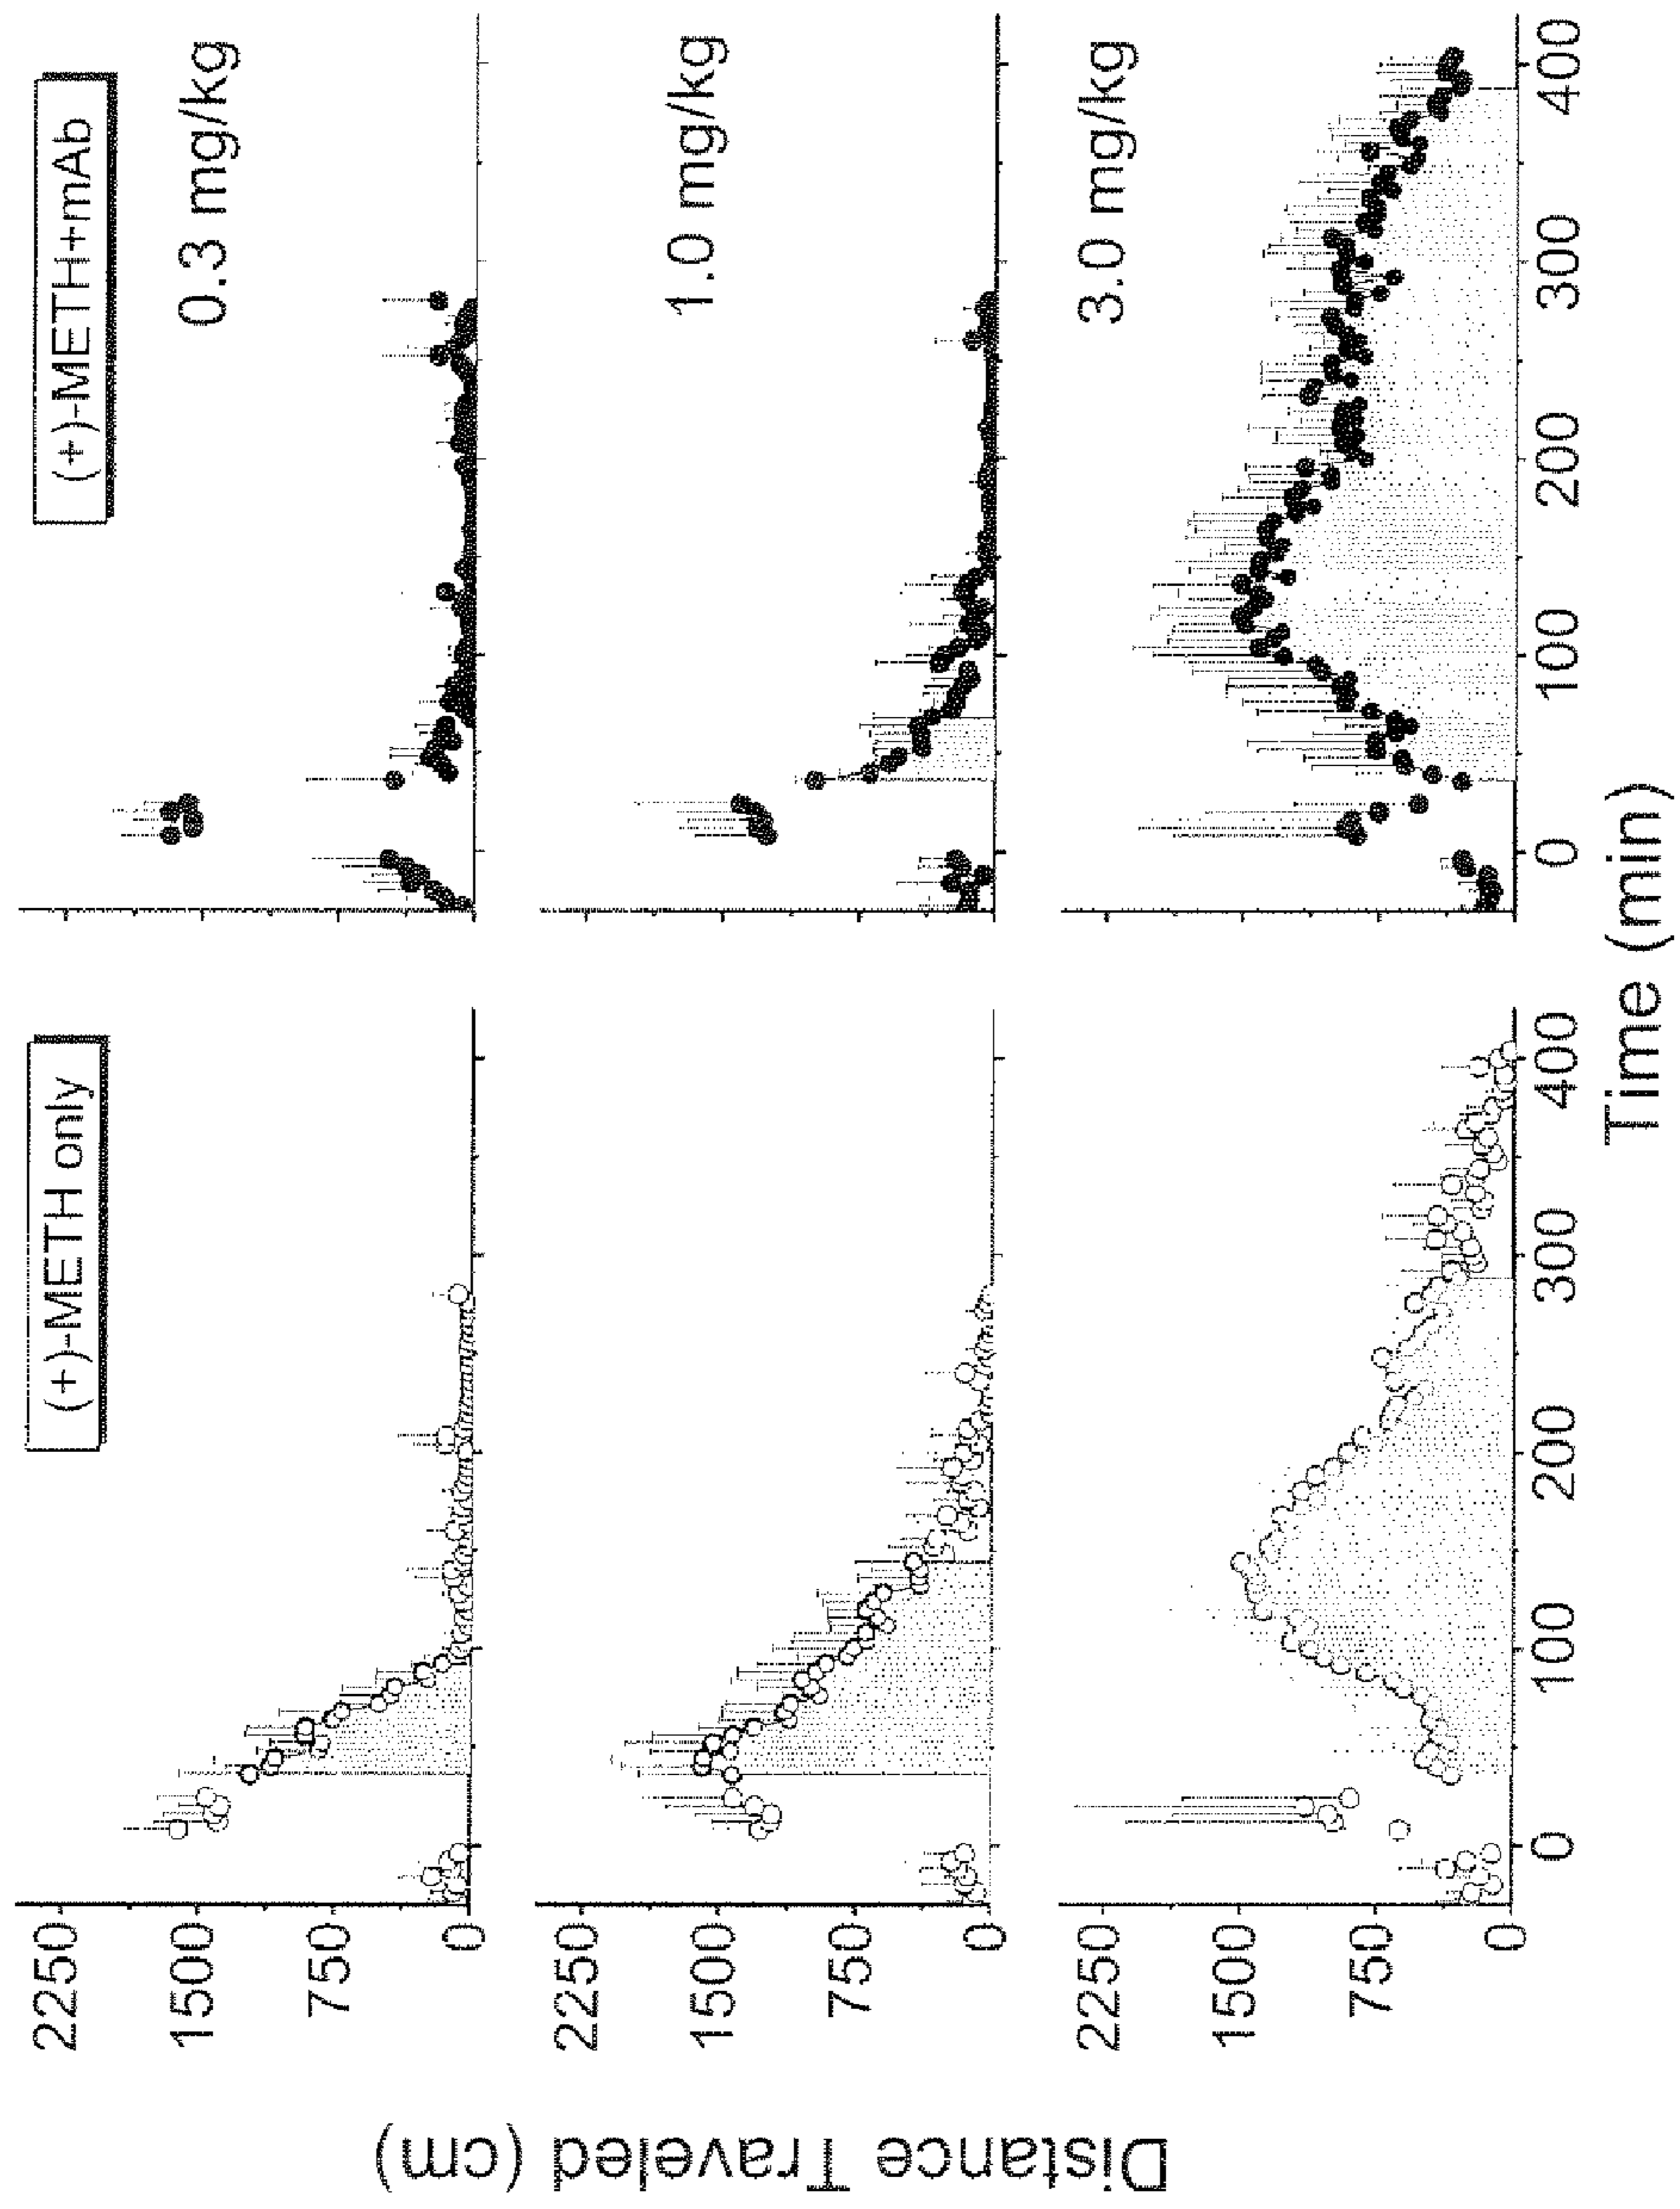 (+)-METH only
(+)-METH+mAb
Distance Traveled (cm)
2250
1500
750
0
0.3 mg/kg
2250
1500
750
0
1.0 mg/kg
2250
1500
750
0
3.0 mg/kg
0 100 200 300 400
0 100 200 300 400
Time (min)